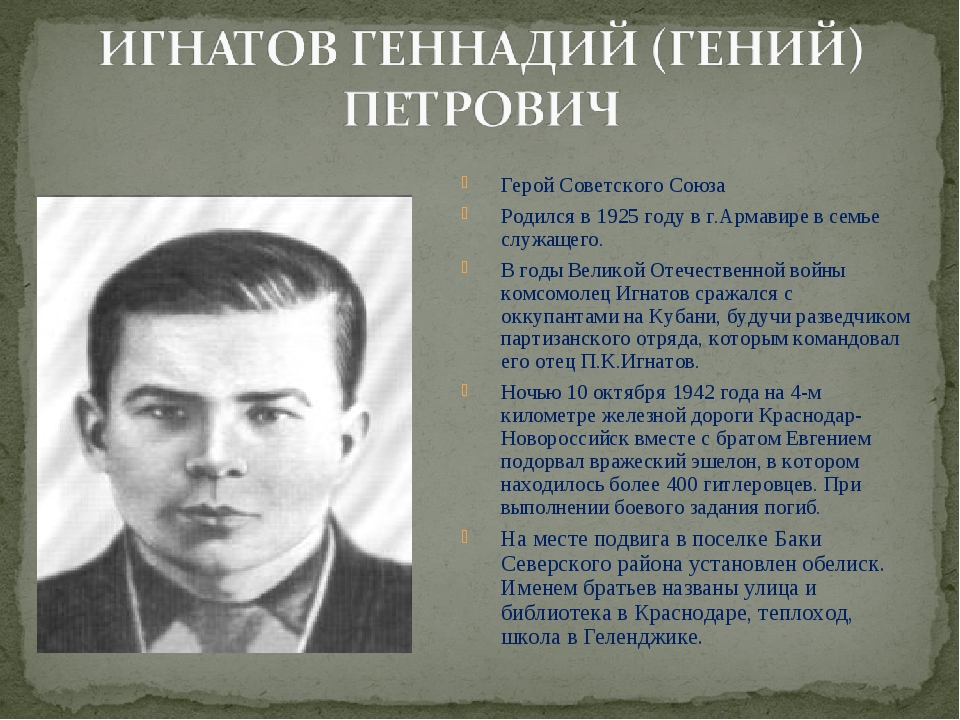 ИГНАТОВ ГЕННАДИЙ (ГЕНИЙ)
ПЕТРОВИЧ
Герой Советского Союза
Родился в 1925 году в г.Армавире в семье
служащего.
В годы Великой Отечественной войны
комсомолец Игнатов сражался с
оккупантами на Кубани, будучи разведчиком
партизанского отряда, которым командовал
его отец П.К.Игнатов.
Ночью 10 октября 1942 года на 4-м
километре железной дороги Краснодар-
Новороссийск вместе с братом Евгением
подорвал вражеский эшелон, в котором
находилось более 400 гитлеровцев. При
выполнении боевого задания погиб.
На месте подвига в поселке Баки
Северского района установлен обелиск.
Именем братьев названы улица и
библиотека в Краснодаре, теплоход,
школа в Геленджике.